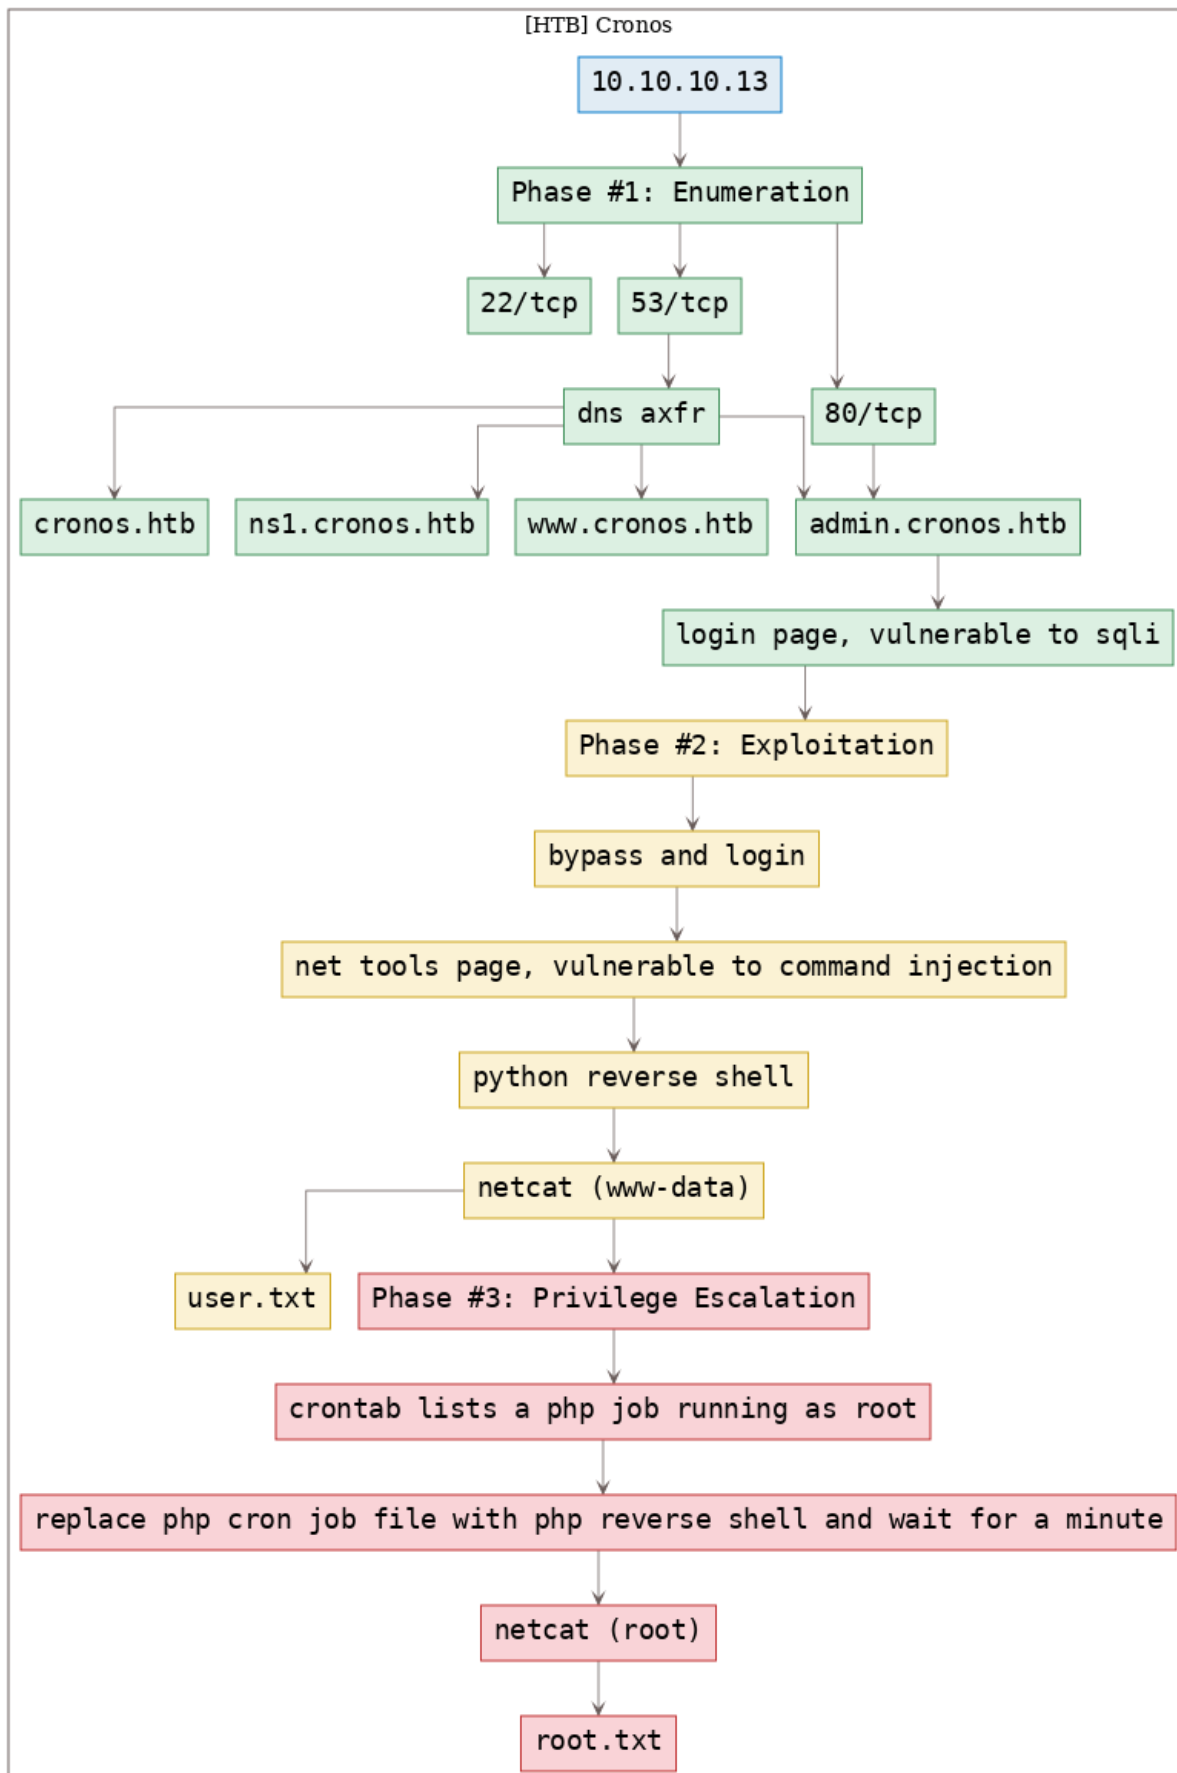 [HTB] Cronos
10.10.10.13
Phase #1: Enumeration
22/tcp
53/tcp
dns axfr
80/tcp
cronos.htb
ns1.cronos.htb
www.cronos.htb
admin.cronos.htb
login page, vulnerable to sqli
Phase #2: Exploitation
bypass and login
net tools page, vulnerable to command injection
python reverse shell
netcat (www-data)
user.txt
Phase #3: Privilege Escalation
crontab lists a php job running as root
replace php cron job file with php reverse shell and wait for a minute
netcat (root)
root.txt